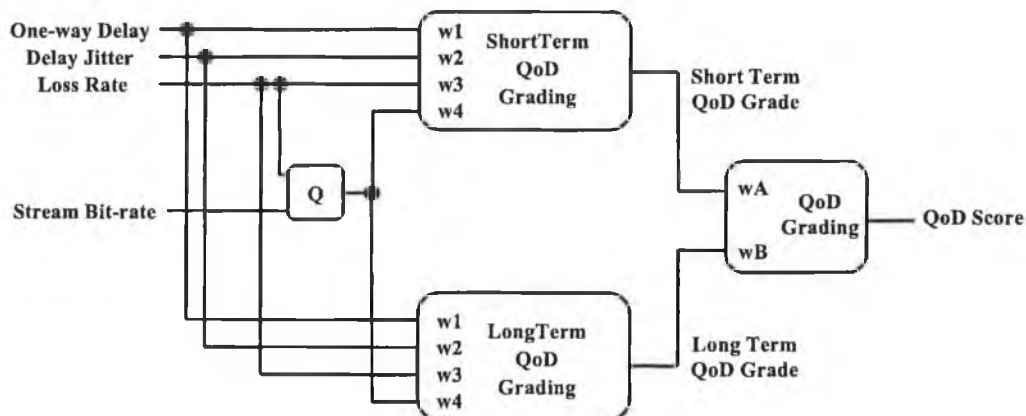 One-way Delay
Delay Jitter
Loss Rate
Stream Bit-rate
Q
w1
w2
w3
w4
ShortTerm
QoD
Grading
Short Term
QoD Grade
w1
w2
w3
w4
LongTerm
QoD
Grading
Long Term
QoD Grade
wA
wB
QoD
Grading
QoD Score